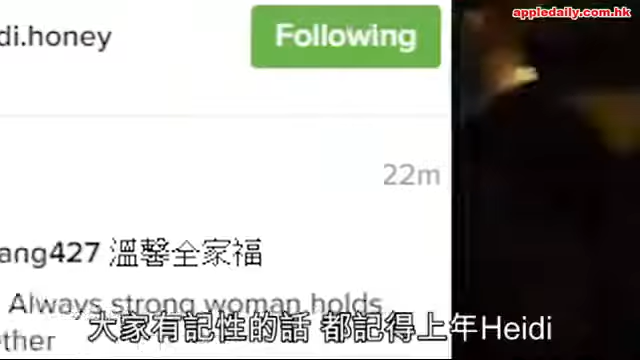 appledaily.com.hk
di.honey
Following
22m
ang427 溫馨全家福
Always strong woman holds
ether
大家有記性的話 都記得上年Heidi